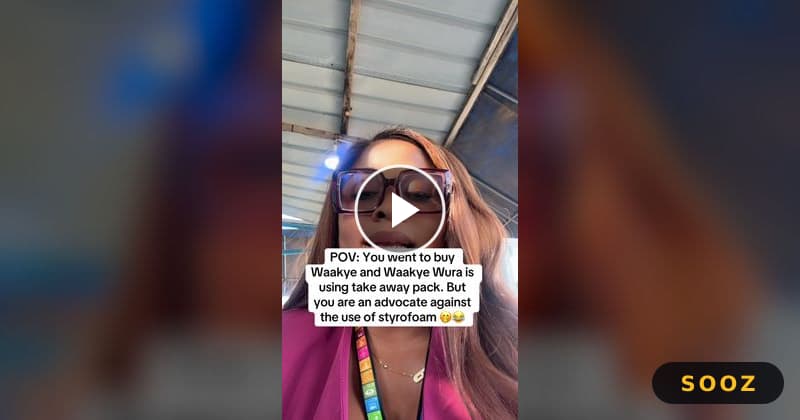 POV: You went to buy
Waakye and Waakye Wura is
using take away pack. But
you are an advocate against
the use of styrofoam 🤭😂
SOOZ